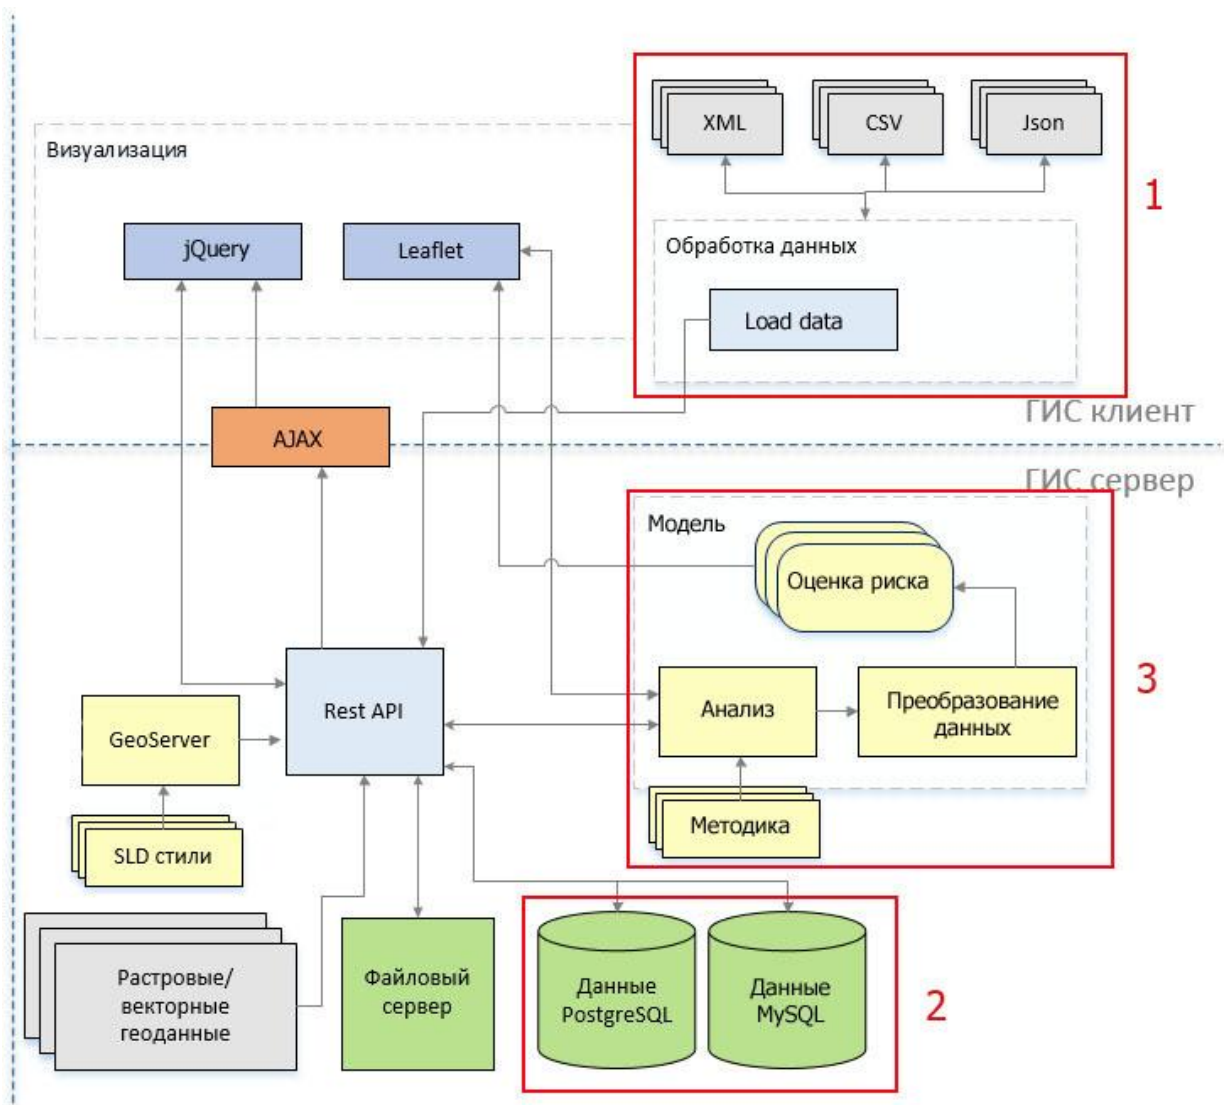 XML
CSV
Json
1
Визуализация
Обработка данных
jQuery
Leaflet
Load data
AJAX
ГИС клиент
ГИС сервер
Модель
Оценка риска
3
Rest API
Анализ
Преобразование
данных
GeoServer
SLD стили
Методика
Растровые/
векторные
геоданные
Файловый
сервер
Данные
PostgreSQL
Данные
MySQL
2